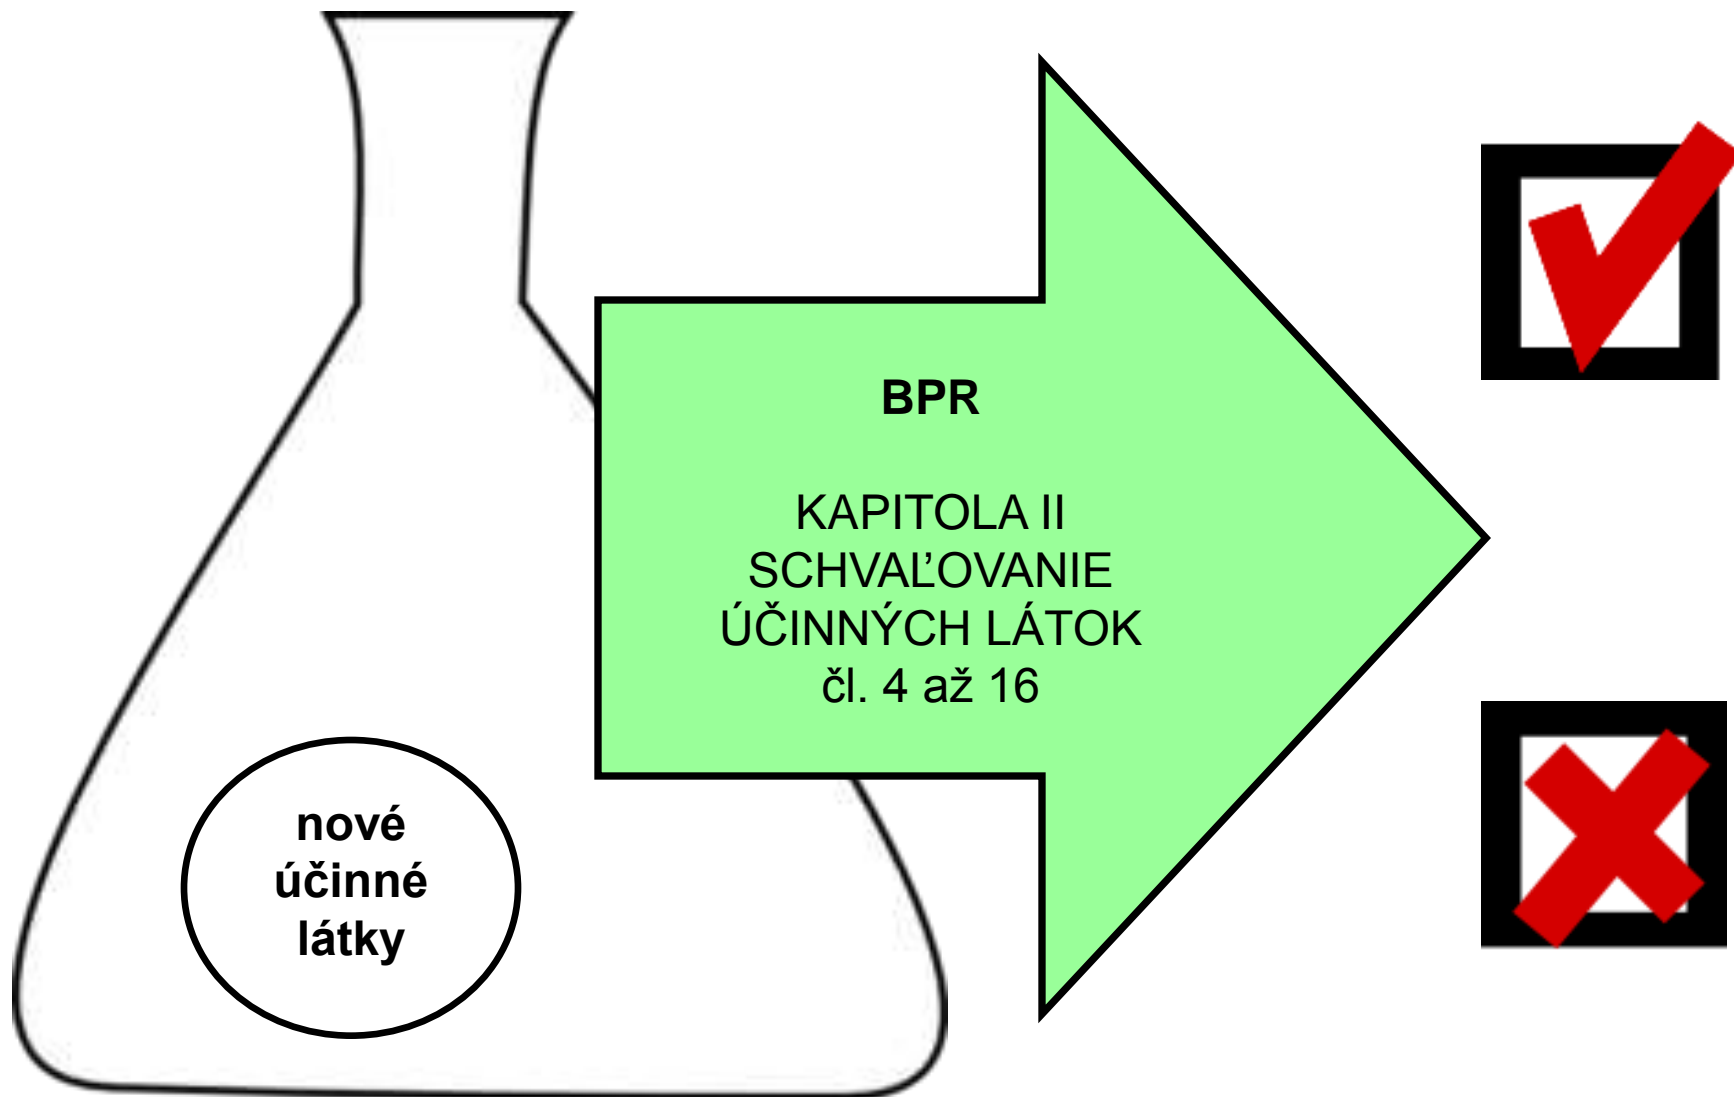 BPR
KAPITOLA II
SCHVAĽOVANIE
ÚČINNÝCH LÁTOK
čl. 4 až 16
nové
účinné
látky